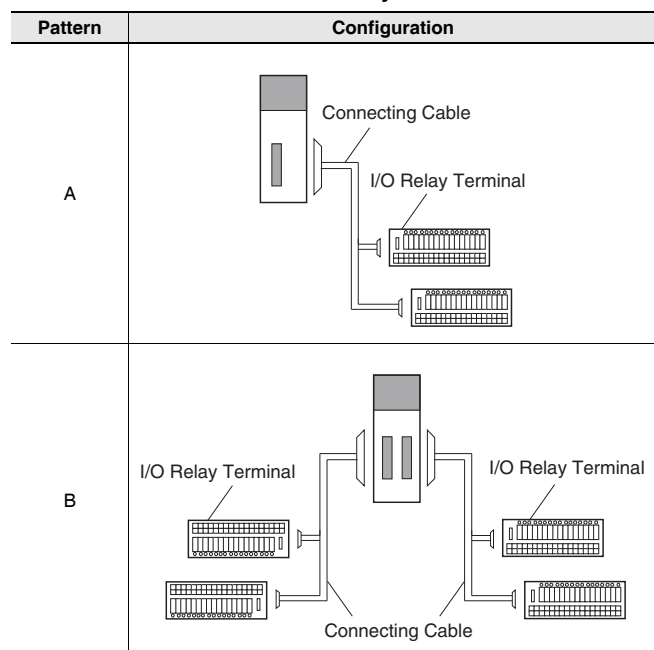 Pattern Configuration
A
Connecting Cable
I/O Relay Terminal
B
I/O Relay Terminal I/O Relay Terminal
Connecting Cable